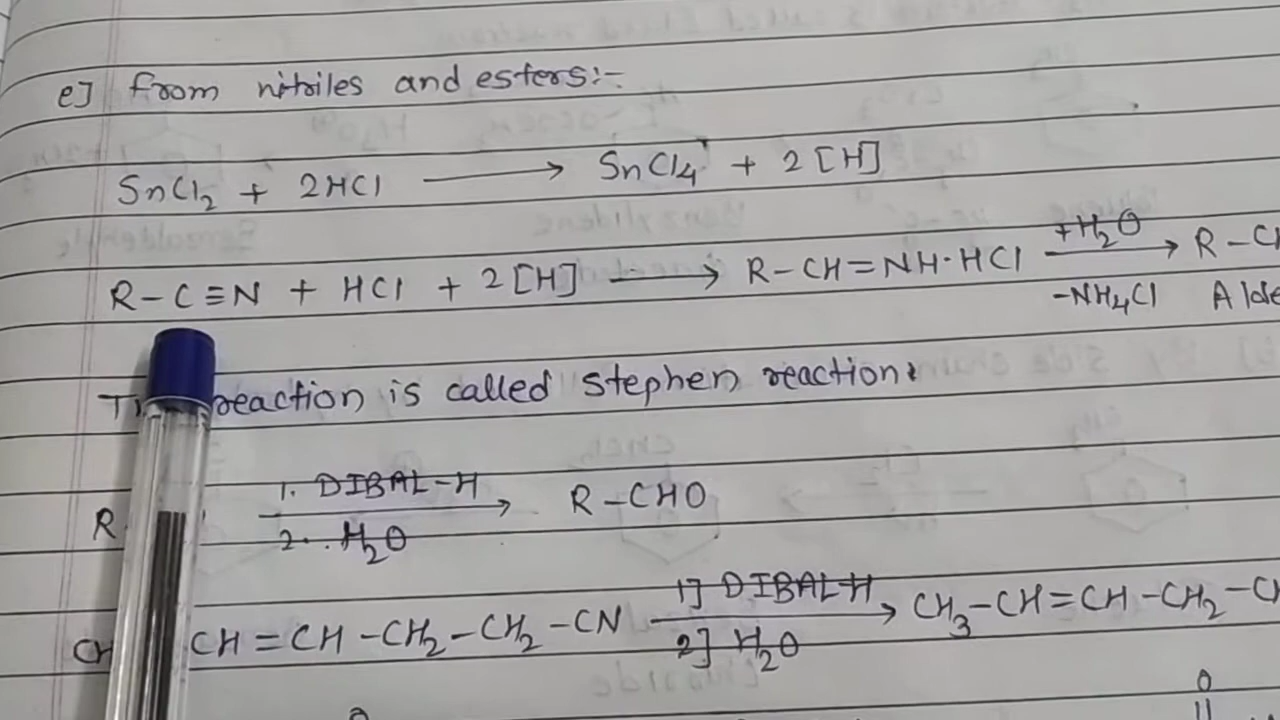 e] from nitriles and esters:-
SnCl₂ + 2HCl ⟶ SnCl₄ + 2[H]
R-C≡N + HCl + 2[H] ⟶ R-CH=NH·HCl +H₂O ⟶ R-
-NH₄Cl
reaction is called Stephen reaction.
1. DIBAL-H
R ⟶ R-CHO
2. H₂O
1] DIBAL-H
CH=CH-CH₂-CH₂-CN ⟶ CH₃-CH=CH-CH₂-
2] H₂O
O